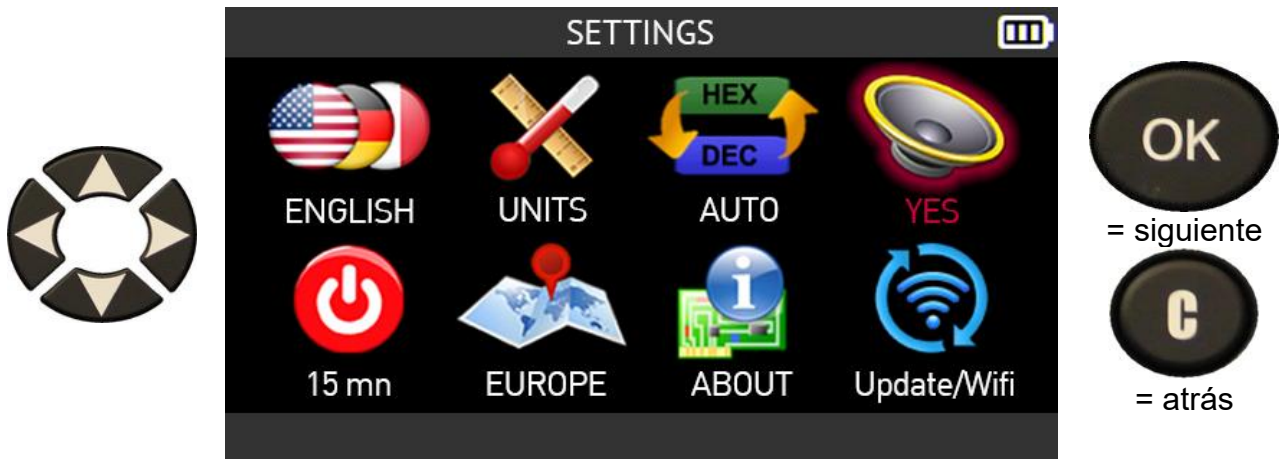 SETTINGS
HEX
DEC
ENGLISH UNITS AUTO YES
15 mn EUROPE ABOUT Update/Wifi
OK
= siguiente
C
= atrás